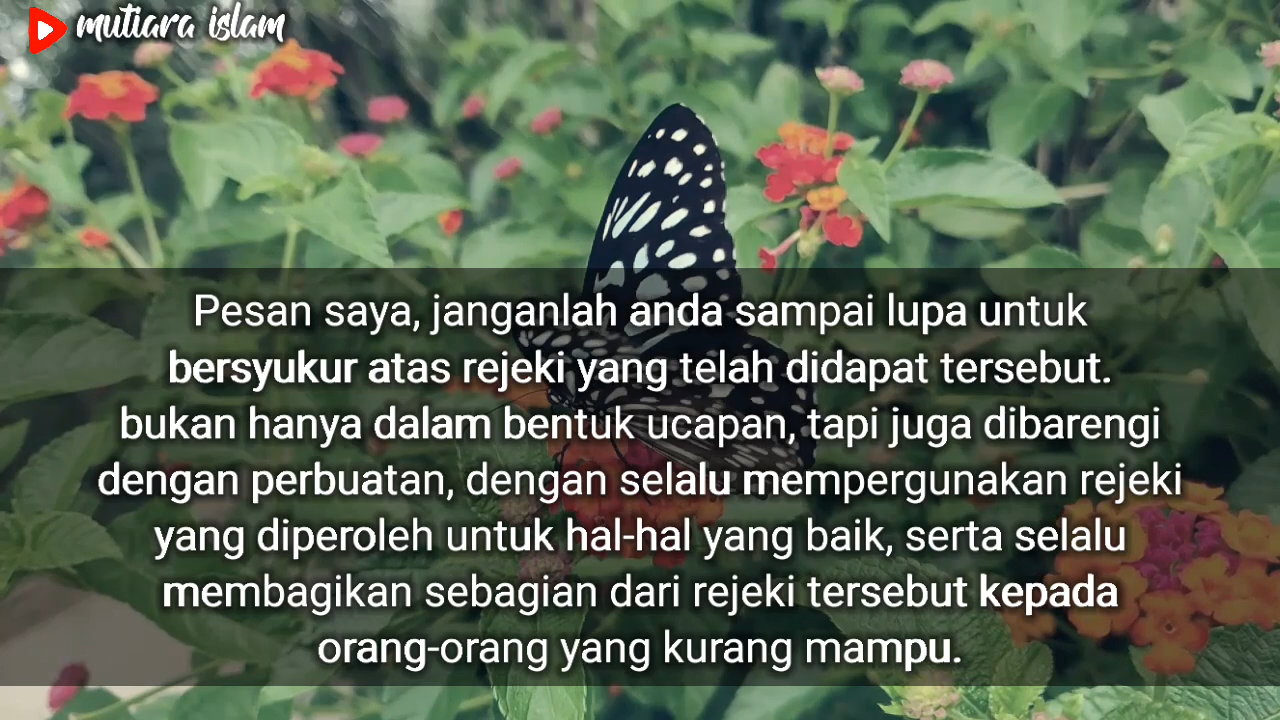 mutiara islam
Pesan saya, janganlah anda sampai lupa untuk
bersyukur atas rejeki yang telah didapat tersebut.
bukan hanya dalam bentuk ucapan, tapi juga dibarengi
dengan perbuatan, dengan selalu mempergunakan rejeki
yang diperoleh untuk hal-hal yang baik, serta selalu
membagikan sebagian dari rejeki tersebut kepada
orang-orang yang kurang mampu.